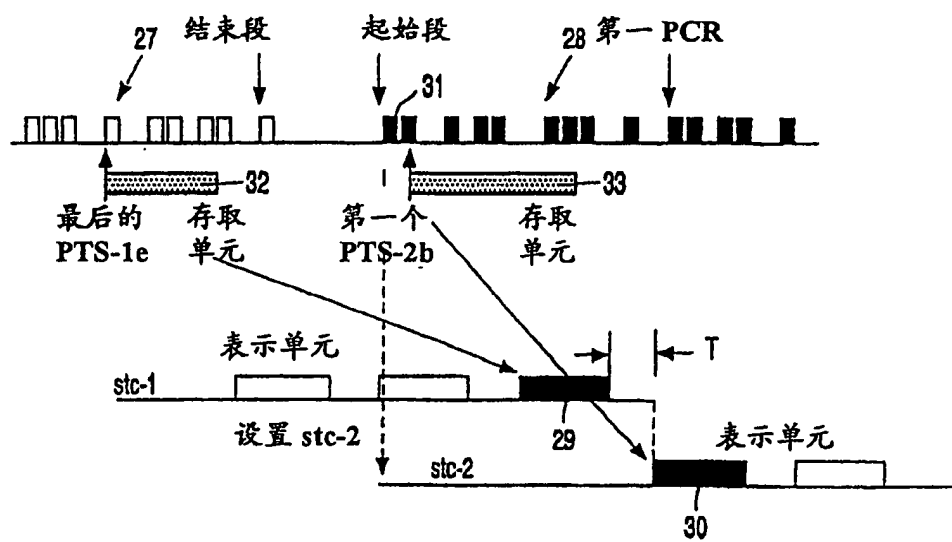 27 结束段 起始段 28 第一 PCR
31
32 33
最后的 存取 第一个 存取
PTS-1e 单元 PTS-2b 单元
表示单元 T
stc-1
设置 stc-2 29 表示单元
stc-2
30